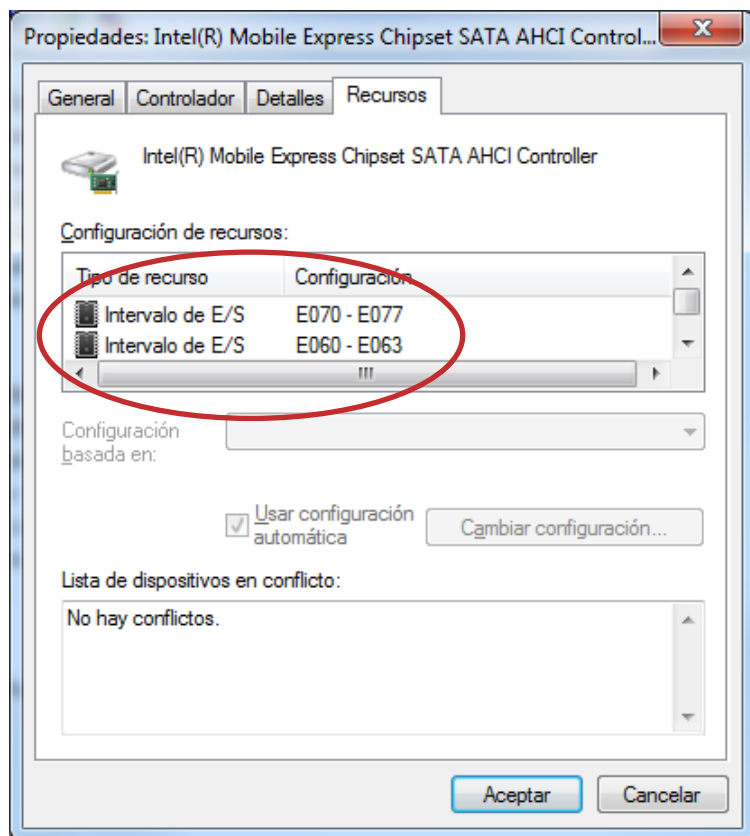 Propiedades: Intel(R) Mobile Express Chipset SATA AHCI Control...
General Controlador Detalles Recursos
Intel(R) Mobile Express Chipset SATA AHCI Controller
Configuración de recursos:
Tipo de recurso Configuración
Intervalo de E/S E070 - E077
Intervalo de E/S E060 - E063
Configuración
basada en:
Usar configuración
automática
Cambiar configuración...
Lista de dispositivos en conflicto:
No hay conflictos.
Aceptar Cancelar